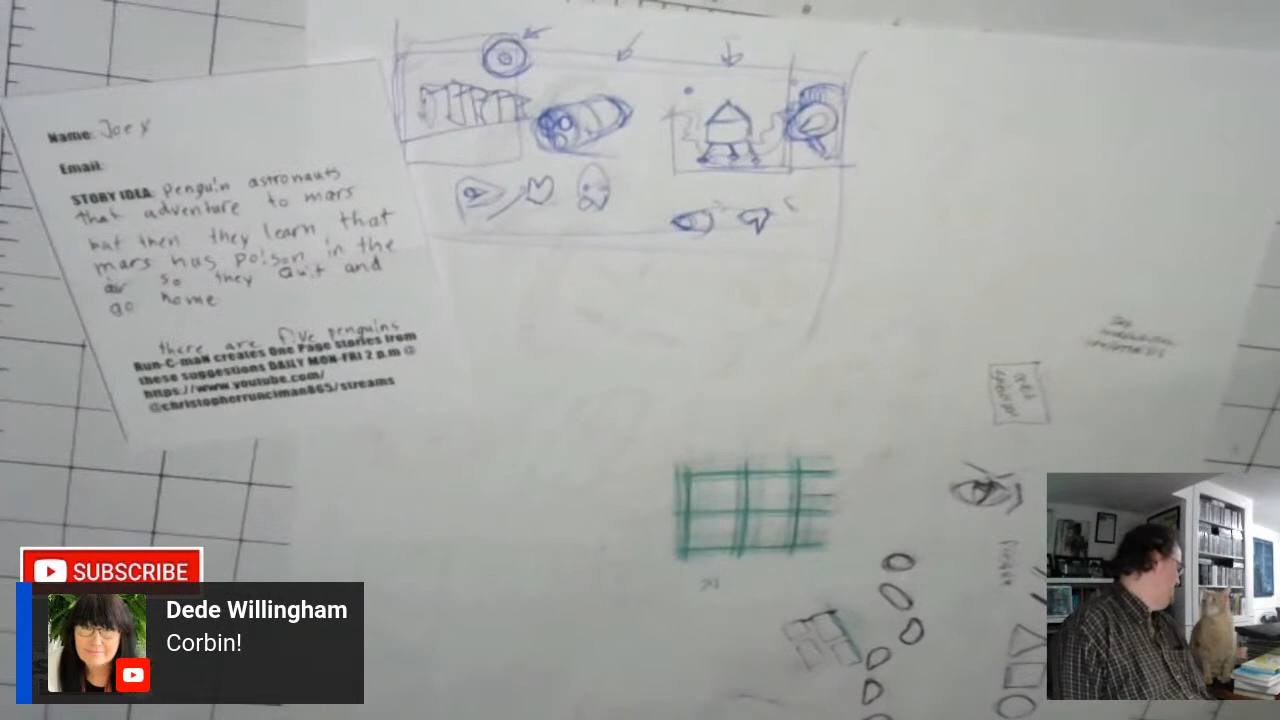 Name: Joey
Email:
STORY IDEA: Penguin astronauts
that adventure to mars
but then they learn that
mars has poison in the
air so they quit and
go home
there are five penguins
Run-C-maN creates One Page stories from
these suggestions DAILY MON-FRI 2 p.m @
https://www.youtube.com/
@christopherrunciman865/streams
SUBSCRIBE
Dede Willingham
Corbin!